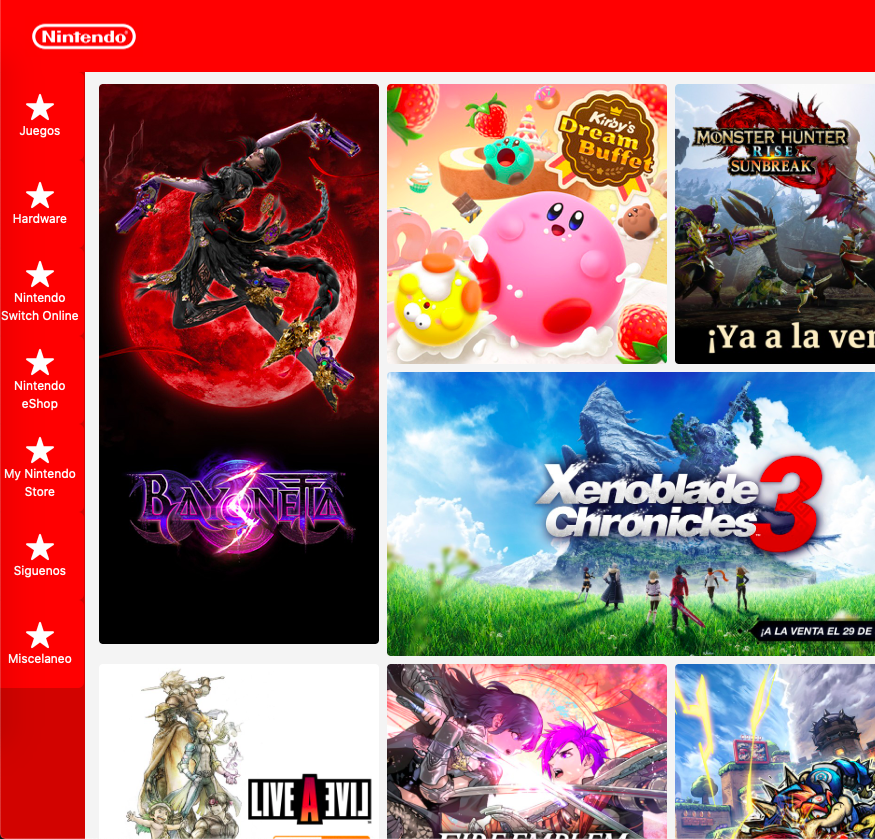 Nintendo
Juegos
Hardware
Nintendo
Switch Online
Nintendo
eShop
My Nintendo
Store
Siguenos
Miscelaneo
BAYONETTA
3
Kirby's
Dream
Buffet
MONSTER HUNTER
RISE
SUNBREAK
¡Ya a la ven
Xenoblade
Chronicles 3
¡A LA VENTA EL 29 DE
LIVE A LIVE
FIRE EMBLEM